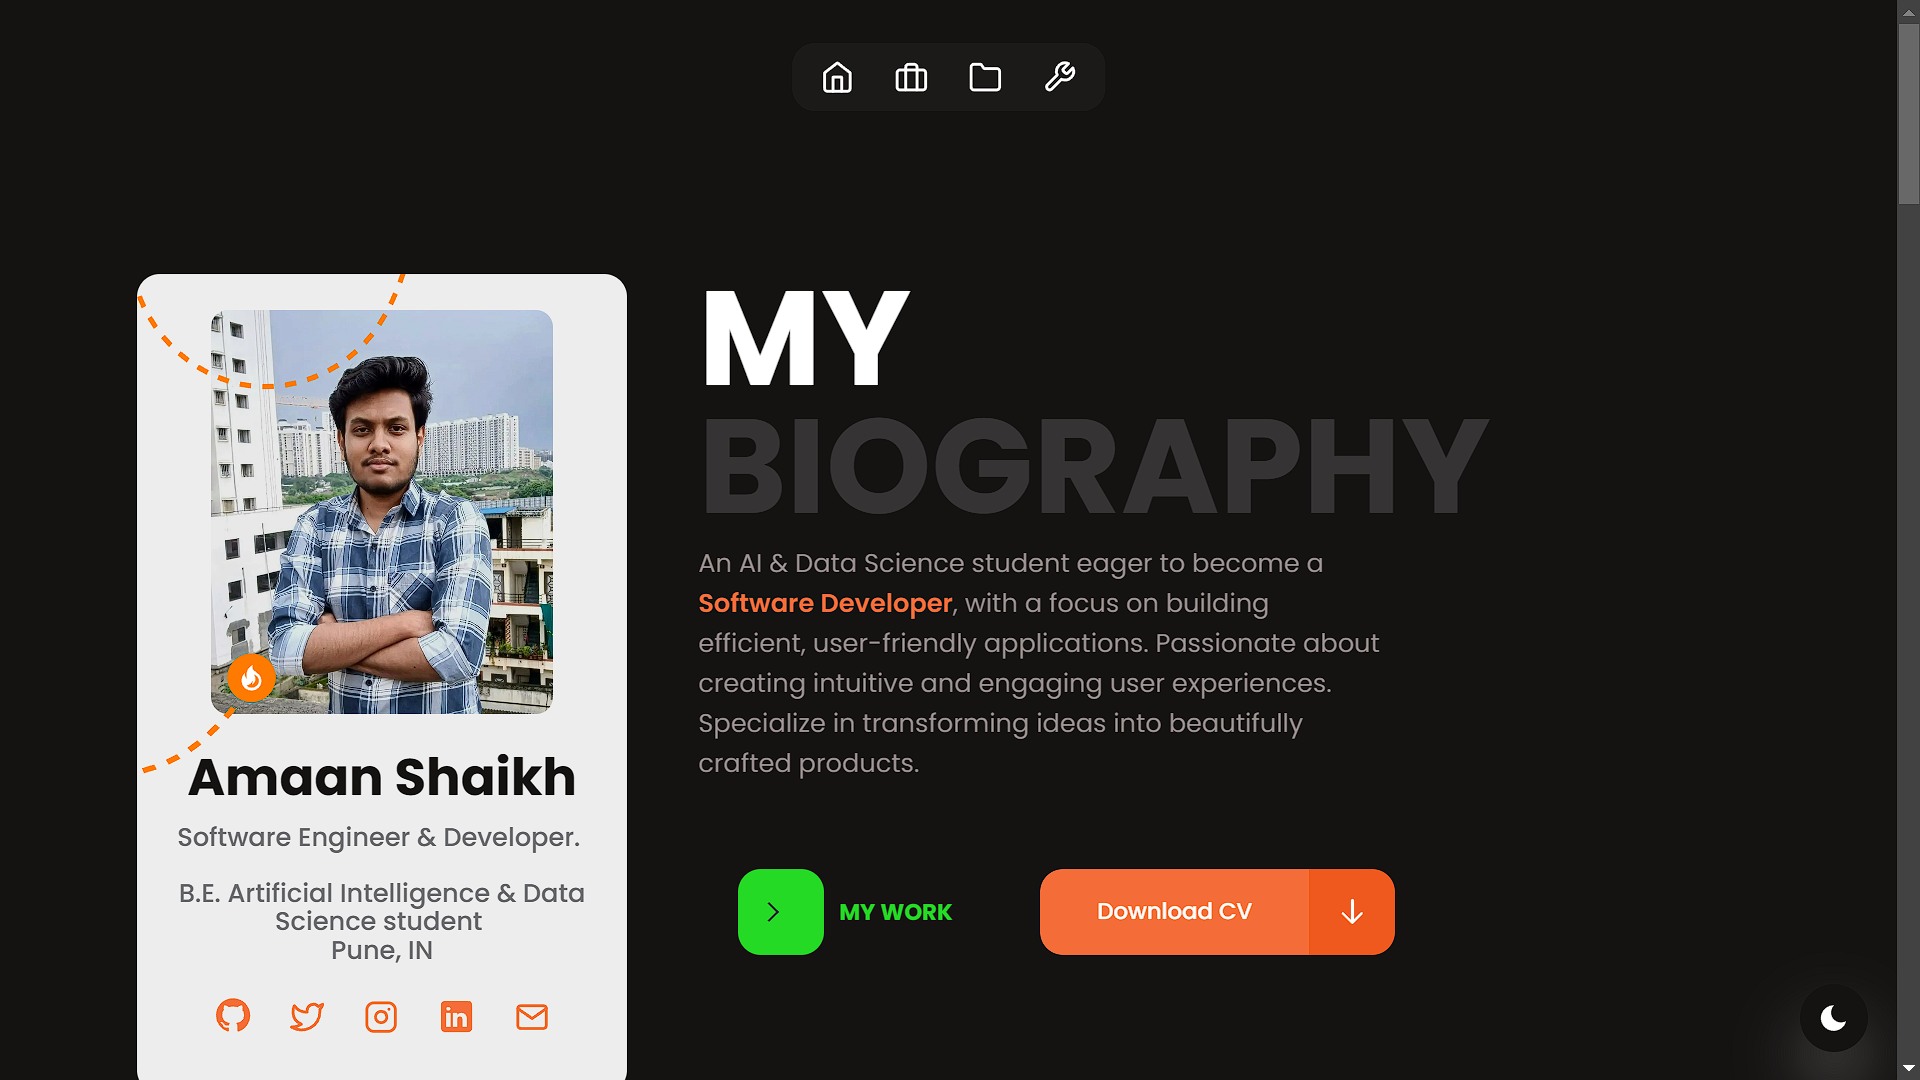 MY
BIOGRAPHY
An AI & Data Science student eager to become a
Software Developer, with a focus on building
efficient, user-friendly applications. Passionate about
creating intuitive and engaging user experiences.
Specialize in transforming ideas into beautifully
crafted products.
MY WORK
Download CV
Amaan Shaikh
Software Engineer & Developer.
B.E. Artificial Intelligence & Data
Science student
Pune, IN
in